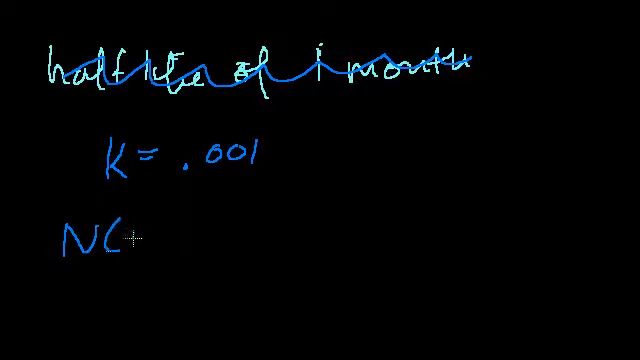 half life of 1 month
K = .001
N(